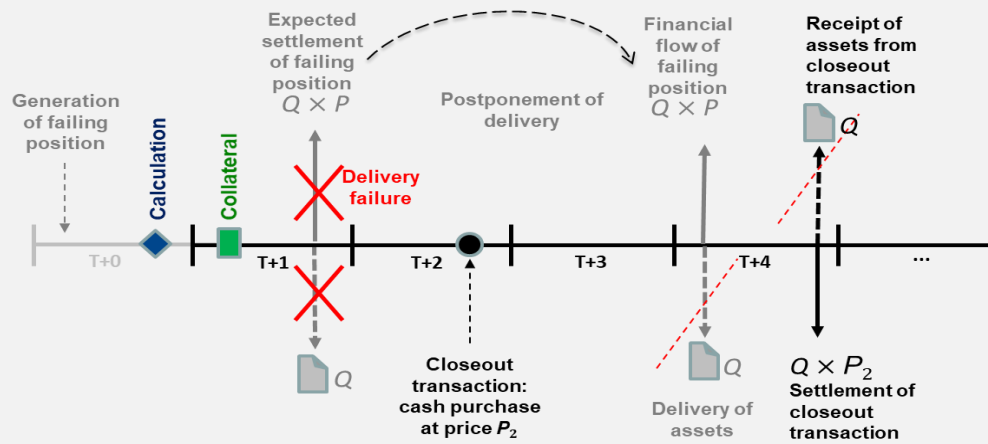 Expected
settlement
of failing
position
Q × P
Financial
flow of
failing
position
Q × P
Receipt of
assets from
closeout
transaction
Q
Generation
of failing
position
Postponement of
delivery
Calculation
Collateral
Delivery
failure
T+0
T+1
T+2
T+3
T+4
...
Q
Closeout
transaction:
cash purchase
at price P₂
Q
Delivery of
assets
Q × P₂
Settlement of
closeout
transaction